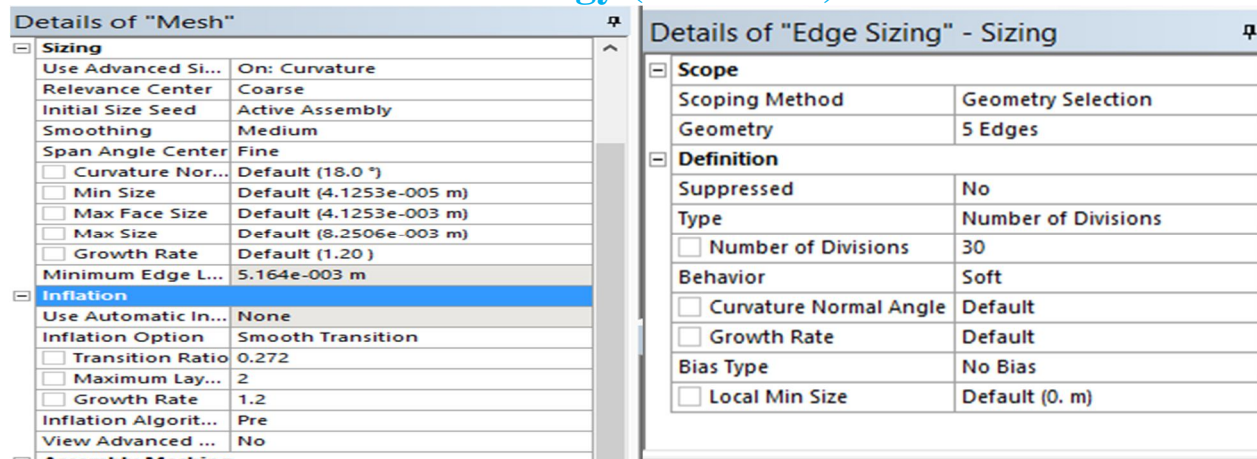 Details of "Mesh"
Sizing
Use Advanced Si... On: Curvature
Relevance Center Coarse
Initial Size Seed Active Assembly
Smoothing Medium
Span Angle Center Fine
Curvature Nor... Default (18.0 °)
Min Size Default (4.1253e-005 m)
Max Face Size Default (4.1253e-003 m)
Max Size Default (8.2506e-003 m)
Growth Rate Default (1.20 )
Minimum Edge L... 5.164e-003 m
Inflation
Use Automatic In... None
Inflation Option Smooth Transition
Transition Ratio 0.272
Maximum Lay... 2
Growth Rate 1.2
Inflation Algorit... Pre
View Advanced ... No
Details of "Edge Sizing" - Sizing
Scope
Scoping Method Geometry Selection
Geometry 5 Edges
Definition
Suppressed No
Type Number of Divisions
Number of Divisions 30
Behavior Soft
Curvature Normal Angle Default
Growth Rate Default
Bias Type No Bias
Local Min Size Default (0. m)